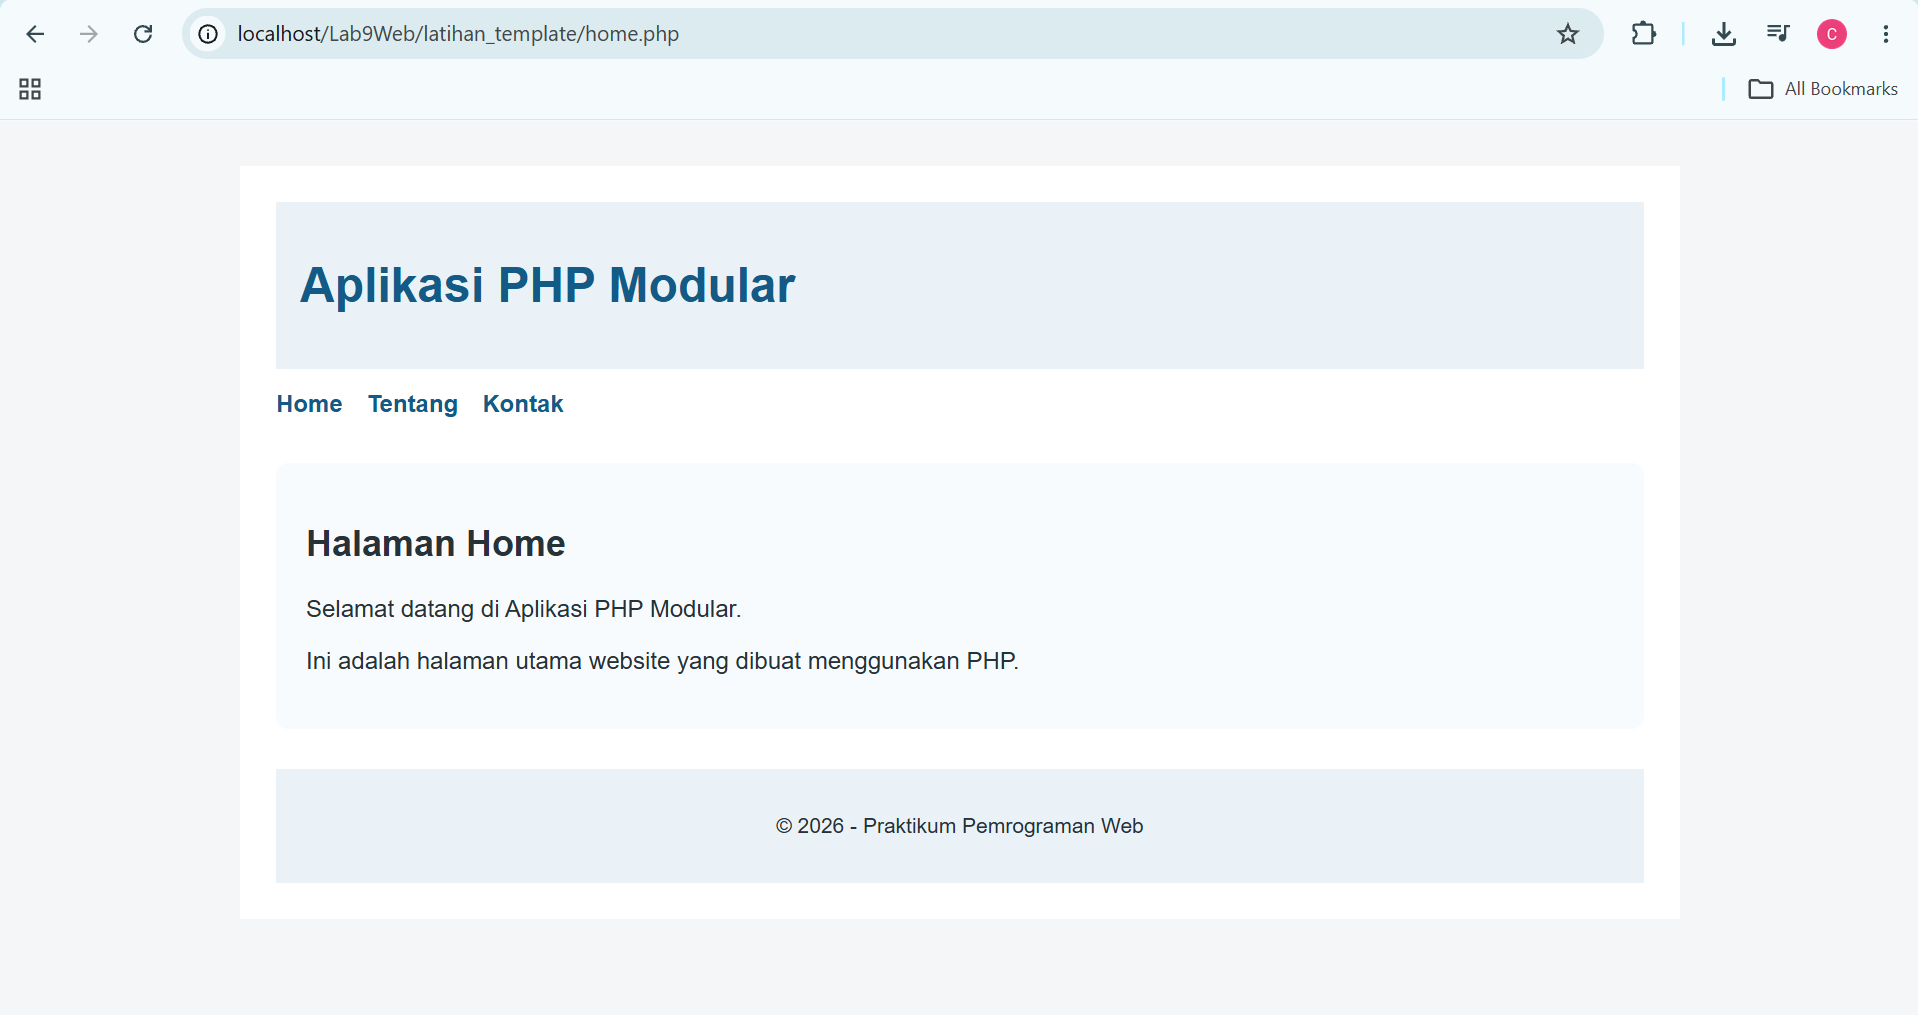 localhost/Lab9Web/latihan_template/home.php
C
All Bookmarks
Aplikasi PHP Modular
Home Tentang Kontak
Halaman Home
Selamat datang di Aplikasi PHP Modular.
Ini adalah halaman utama website yang dibuat menggunakan PHP.
© 2026 - Praktikum Pemrograman Web